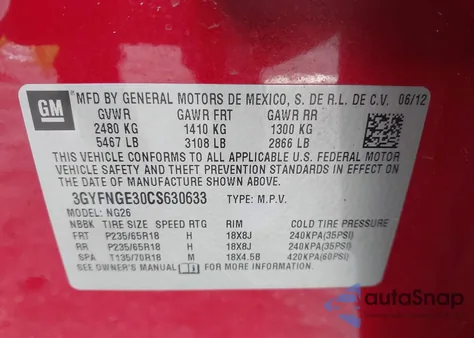 GM
MFD BY GENERAL MOTORS DE MEXICO, S. DE R.L. DE C.V. 06/12
GVWR GAWR FRT GAWR RR
2480 KG 1410 KG 1300 KG
5467 LB 3108 LB 2866 LB
THIS VEHICLE CONFORMS TO ALL APPLICABLE U.S. FEDERAL MOTOR
VEHICLE SAFETY AND THEFT PREVENTION STANDARDS IN EFFECT ON
THE DATE OF MANUFACTURE SHOWN ABOVE.
3GYFNGE30CS630633 TYPE: M.P.V.
MODEL: NG26
NBBK TIRE SIZE SPEED RTG RIM COLD TIRE PRESSURE
FRT P235/65R18 H 18X8J 240KPA(35PSI)
RR P235/65R18 H 18X8J 240KPA(35PSI)
SPA T135/70R18 M 18X4.5B 420KPA(60PSI)
SEE OWNER'S MANUAL FOR ADDITIONAL INFORMATION.
autoSnap